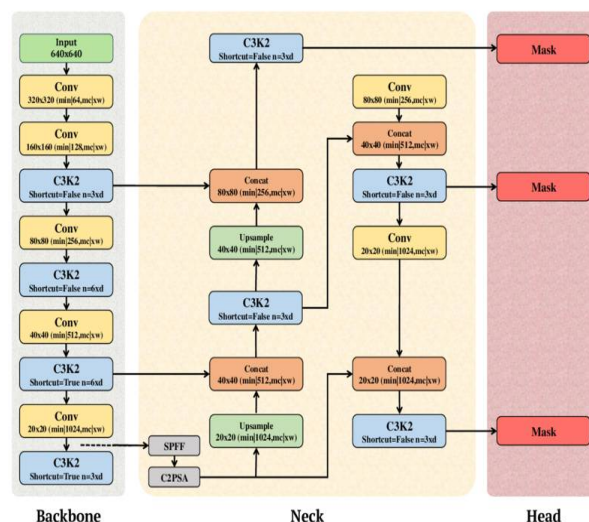 Input
640x640
Conv
320x320 (min|64,mc|xw)
Conv
160x160 (min|128,mc|xw)
C3K2
Shortcut=False n=3xd
Conv
80x80 (min|256,mc|xw)
C3K2
Shortcut=False n=6xd
Conv
40x40 (min|512,mc|xw)
C3K2
Shortcut=True n=6xd
Conv
20x20 (min|1024,mc|xw)
C3K2
Shortcut=True n=3xd
Backbone
C3K2
Shortcut=False n=3xd
Concat
80x80 (min|256,mc|xw)
Upsample
40x40 (min|512,mc|xw)
C3K2
Shortcut=False n=3xd
Concat
40x40 (min|512,mc|xw)
Upsample
20x20 (min|1024,mc|xw)
SPFF
C2PSA
Conv
80x80 (min|256,mc|xw)
Concat
40x40 (min|512,mc|xw)
C3K2
Shortcut=False n=3xd
Conv
20x20 (min|1024,mc|xw)
Concat
20x20 (min|1024,mc|xw)
C3K2
Shortcut=False n=3xd
Neck
Mask
Mask
Mask
Head